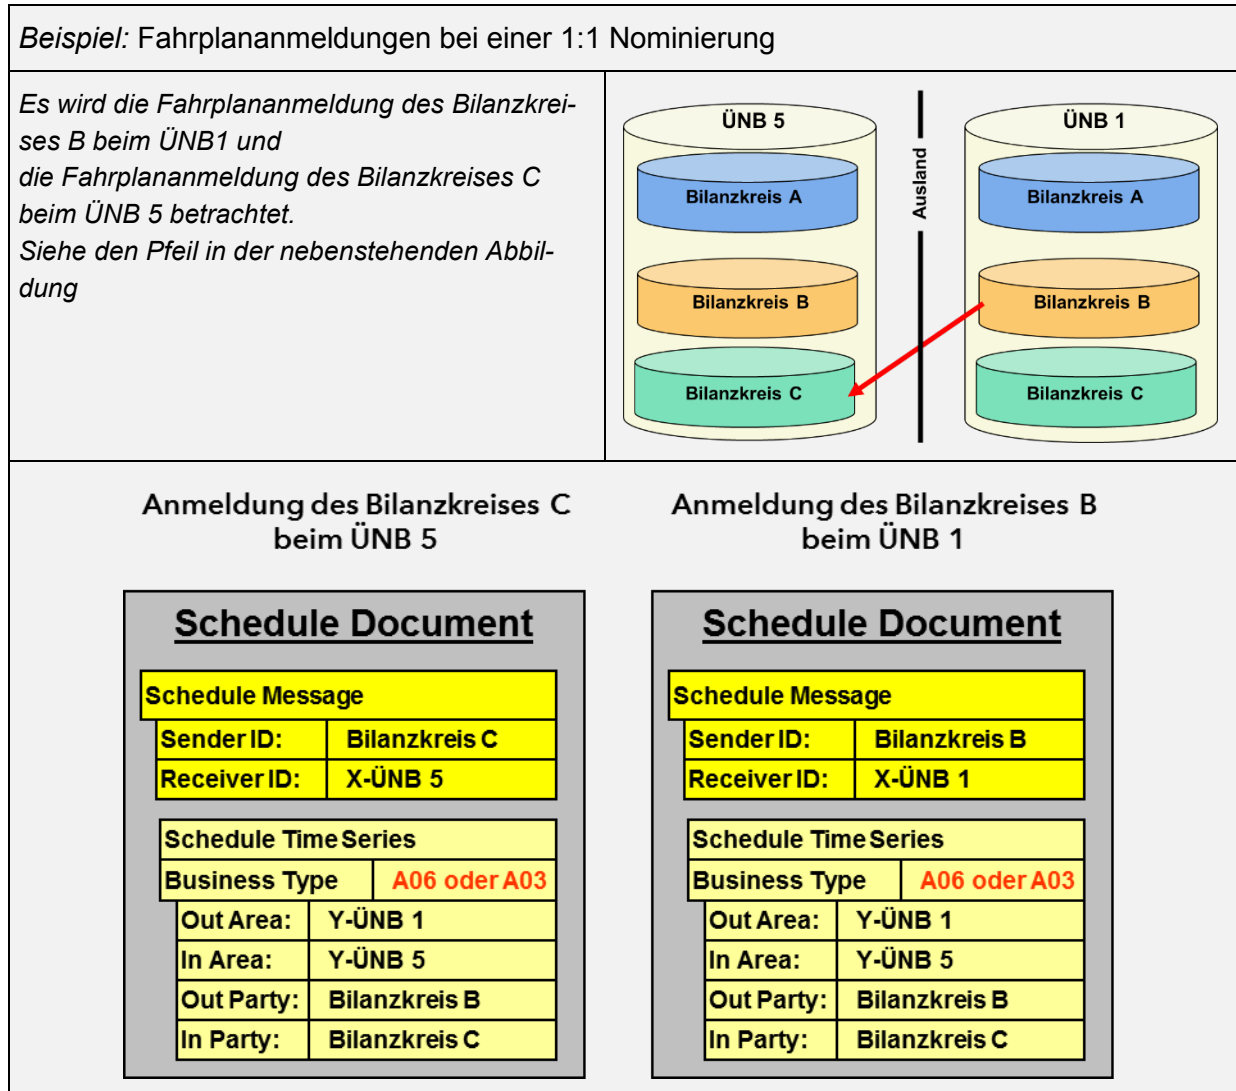 Beispiel: Fahrplananmeldungen bei einer 1:1 Nominierung
Es wird die Fahrplananmeldung des Bilanzkrei-
ses B beim ÜNB1 und
die Fahrplananmeldung des Bilanzkreises C
beim ÜNB 5 betrachtet.
Siehe den Pfeil in der nebenstehenden Abbil-
dung
ÜNB 5
Bilanzkreis A
Bilanzkreis B
Bilanzkreis C
Ausland
ÜNB 1
Bilanzkreis A
Bilanzkreis B
Bilanzkreis C
Anmeldung des Bilanzkreises C
beim ÜNB 5
Schedule Document
Schedule Message
Sender ID: Bilanzkreis C
Receiver ID: X-ÜNB 5
Schedule Time Series
Business Type A06 oder A03
Out Area: Y-ÜNB 1
In Area: Y-ÜNB 5
Out Party: Bilanzkreis B
In Party: Bilanzkreis C
Anmeldung des Bilanzkreises B
beim ÜNB 1
Schedule Document
Schedule Message
Sender ID: Bilanzkreis B
Receiver ID: X-ÜNB 1
Schedule Time Series
Business Type A06 oder A03
Out Area: Y-ÜNB 1
In Area: Y-ÜNB 5
Out Party: Bilanzkreis B
In Party: Bilanzkreis C